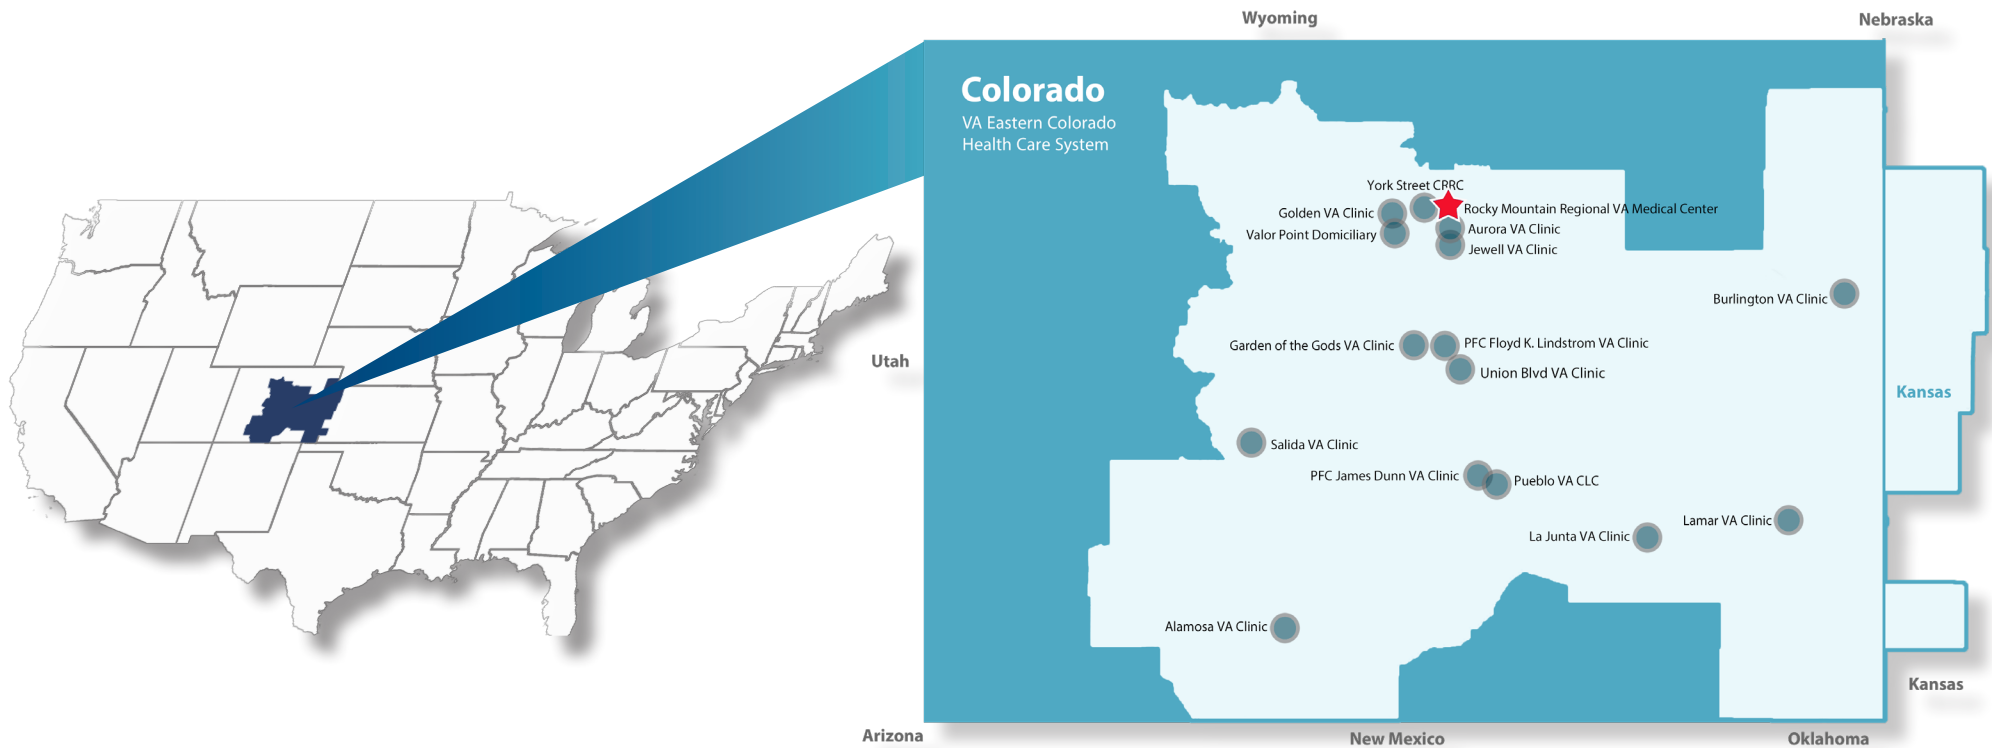 Wyoming
Nebraska
Colorado
VA Eastern Colorado
Health Care System
York Street CRRC
Golden VA Clinic
Rocky Mountain Regional VA Medical Center
Valor Point Domiciliary
Aurora VA Clinic
Jewell VA Clinic
Burlington VA Clinic
Garden of the Gods VA Clinic
PFC Floyd K. Lindstrom VA Clinic
Utah
Union Blvd VA Clinic
Kansas
Salida VA Clinic
PFC James Dunn VA Clinic
Pueblo VA CLC
Lamar VA Clinic
La Junta VA Clinic
Alamosa VA Clinic
Kansas
Arizona
New Mexico
Oklahoma